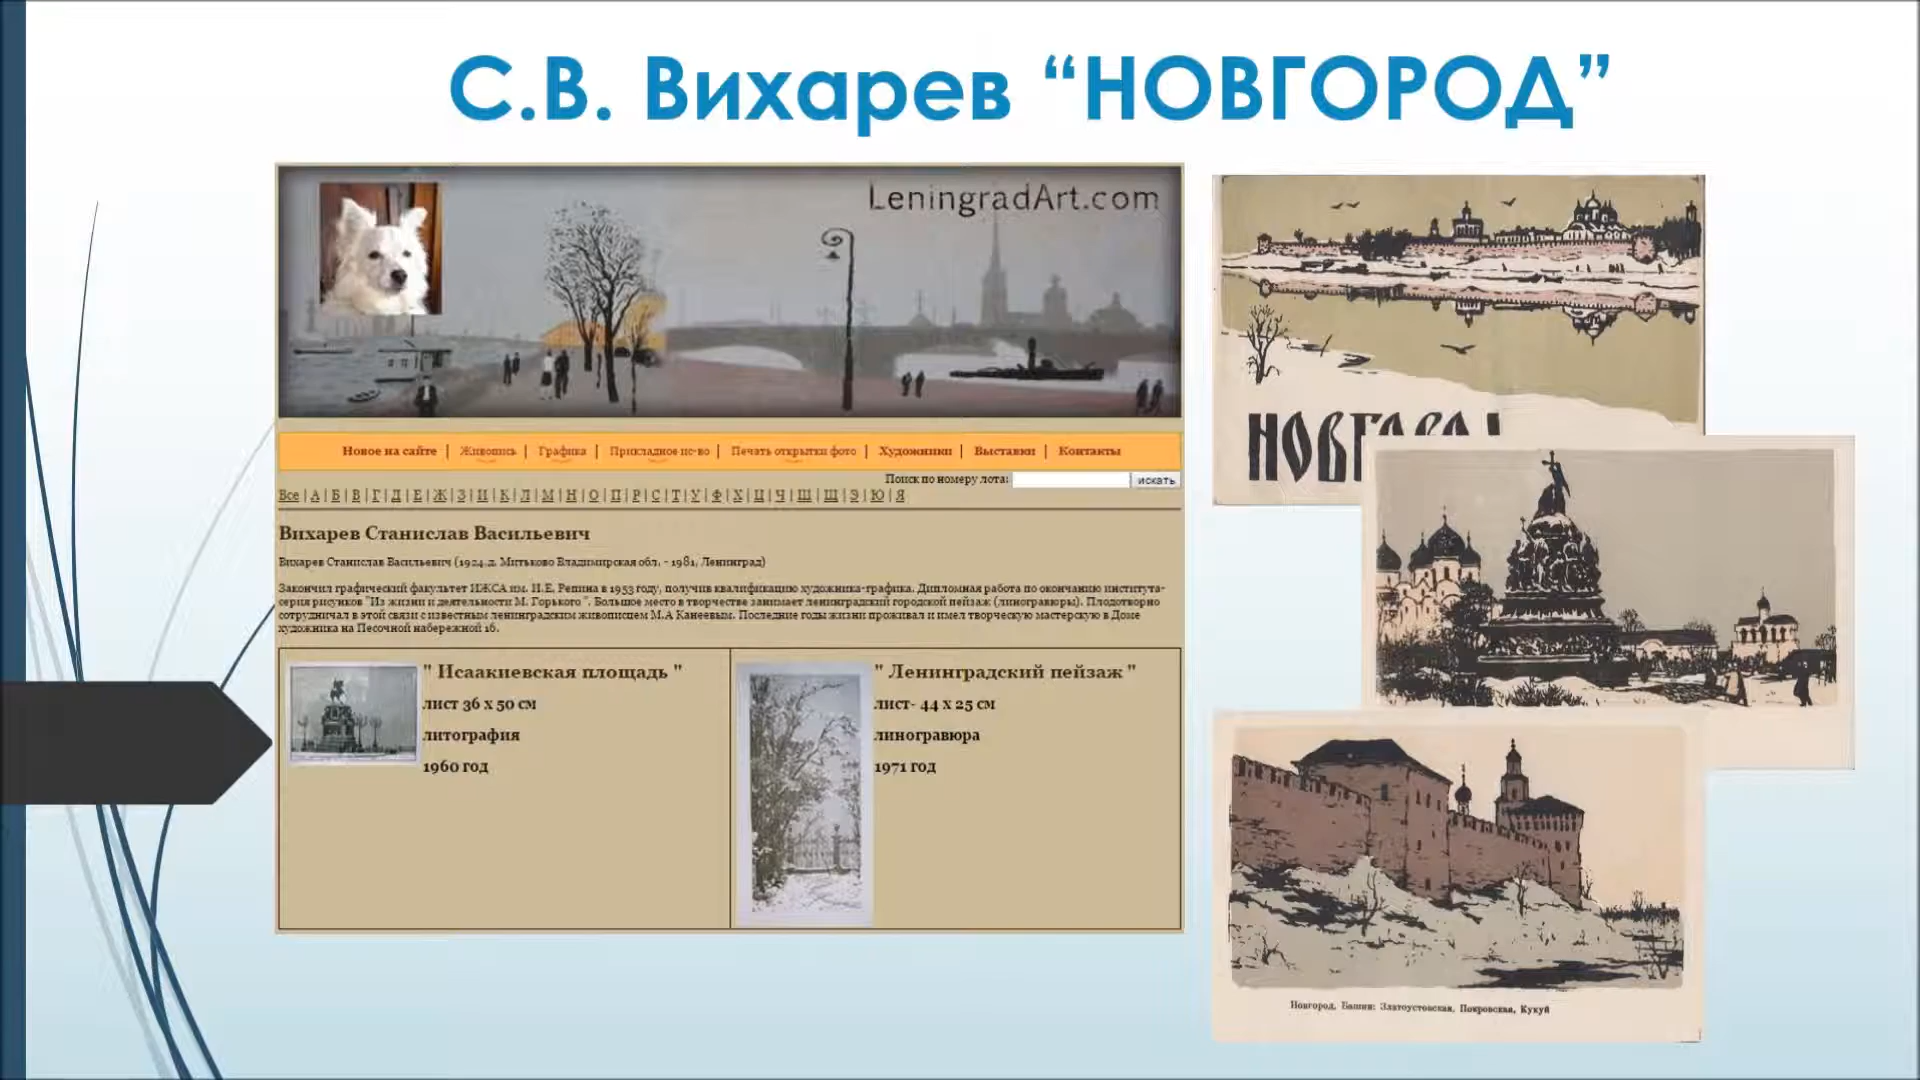 С.В. Вихарев “НОВГОРОД”
LeningradArt.com
Новое на сайте | Живопись | Графика | Прикладное ис-во | Печать открытки фото | Художники | Выставки | Контакты
Поиск по номеру лота: искать
Все | А | Б | В | Г | Д | Е | Ж | З | И | К | Л | М | Н | О | П | Р | С | Т | У | Ф | Х | Ц | Ч | Ш | Щ | Э | Ю | Я
Вихарев Станислав Васильевич
Вихарев Станислав Васильевич (1924,д. Митьково Владимирская обл. - 1981, Ленинград)
Закончил графический факультет ИЖСА им. И.Е. Репина в 1953 году, получив квалификацию художника-графика. Дипломная работа по окончанию института-
серия рисунков "Из жизни и деятельности М. Горького ". Большое место в творчестве занимает ленинградский городской пейзаж (линогравюры). Плодотворно
сотрудничал в этой связи с известным ленинградским живописцем М.А Канеевым. Последние годы жизни проживал и имел творческую мастерскую в Доме
художника на Песочной набережной 16.
" Исаакиевская площадь "
лист 36 х 50 см
литография
1960 год
" Ленинградский пейзаж "
лист- 44 х 25 см
линогравюра
1971 год
Новгород. Башни: Златоустовская, Покровская, Кукуй